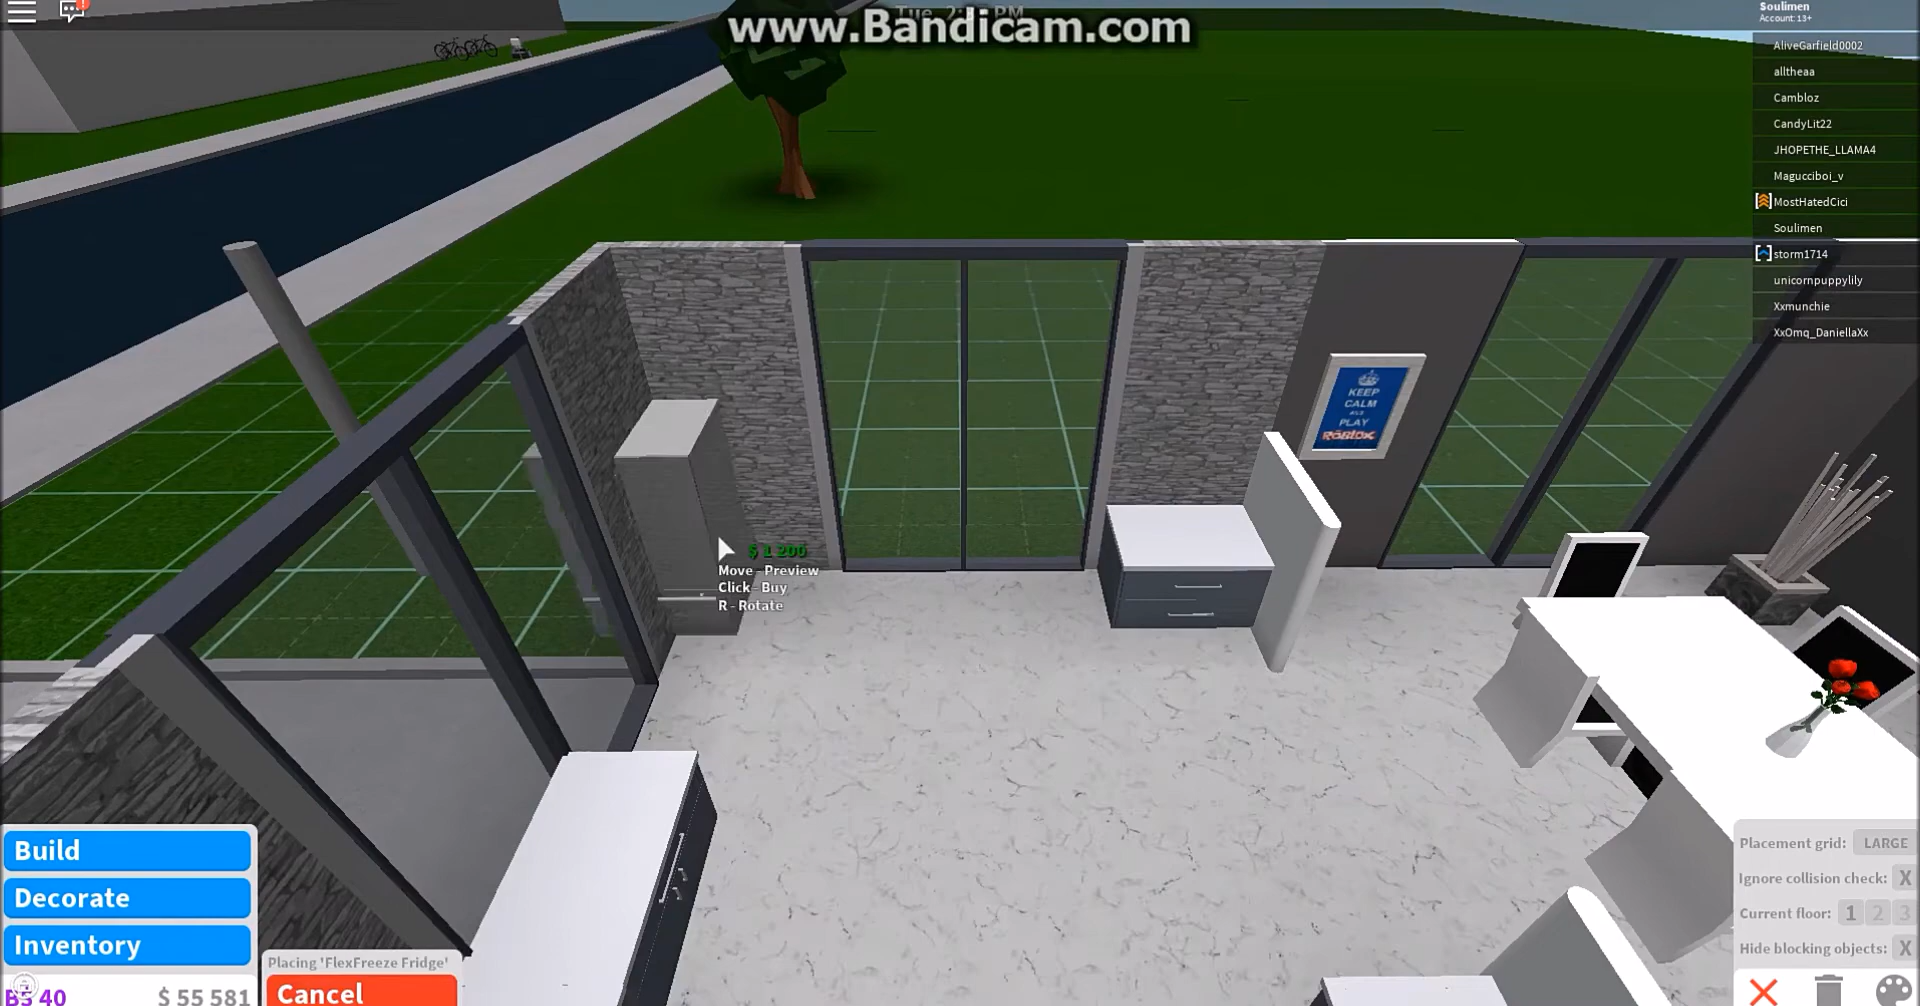 www.Bandicam.com
Soulimen
Account: 13+
AliveGarfield0002
alltheaa
Cambloz
CandyLit22
JHOPETHE_LLAMA4
Magucciboi_v
MostHatedCici
Soulimen
storm1714
unicornpuppylily
Xxmunchie
XxOmq_DaniellaXx
KEEP
CALM
AND
PLAY
ROBLOX
$ 1 200
Move - Preview
Click - Buy
R - Rotate
Build
Decorate
Inventory
B$ 40
$ 55 581
Placing 'FlexFreeze Fridge'
Cancel
Placement grid: LARGE
Ignore collision check: X
Current floor: 1 2 3
Hide blocking objects: X